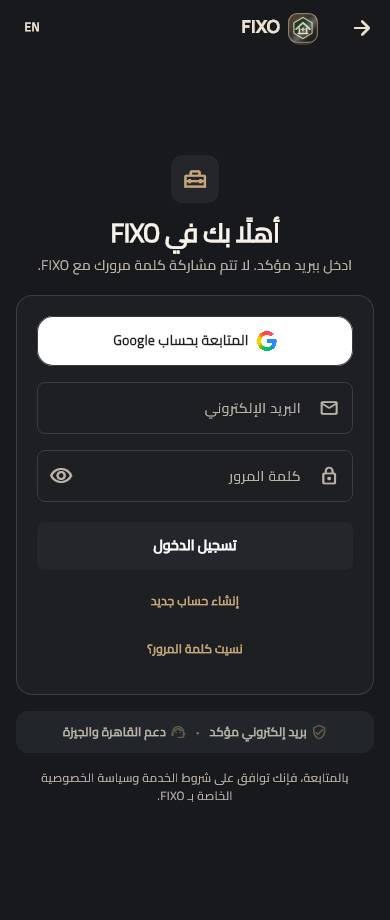 FIXO
EN
أهلًا بك في FIXO
ادخل ببريد مؤكد. لا تتم مشاركة كلمة مرورك مع FIXO.
المتابعة بحساب Google
البريد الإلكتروني
كلمة المرور
تسجيل الدخول
إنشاء حساب جديد
نسيت كلمة المرور؟
بريد إلكتروني مؤكد · دعم القاهرة والجيزة
بالمتابعة، فإنك توافق على شروط الخدمة وسياسة الخصوصية
الخاصة بـ FIXO.